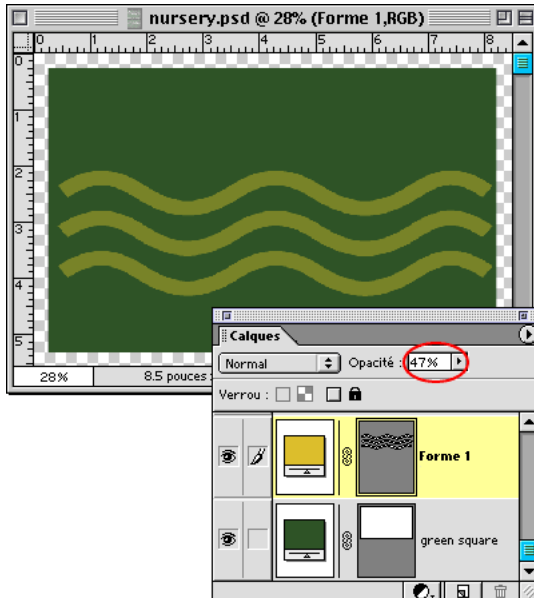 nursery.psd @ 28% (Forme 1,RGB)
0 1 2 3 4 5 6 7 8
0
1
2
3
4
5
28% 8.5 pouces
Calques
Normal Opacité : 47%
Verrou :
Forme 1
green square